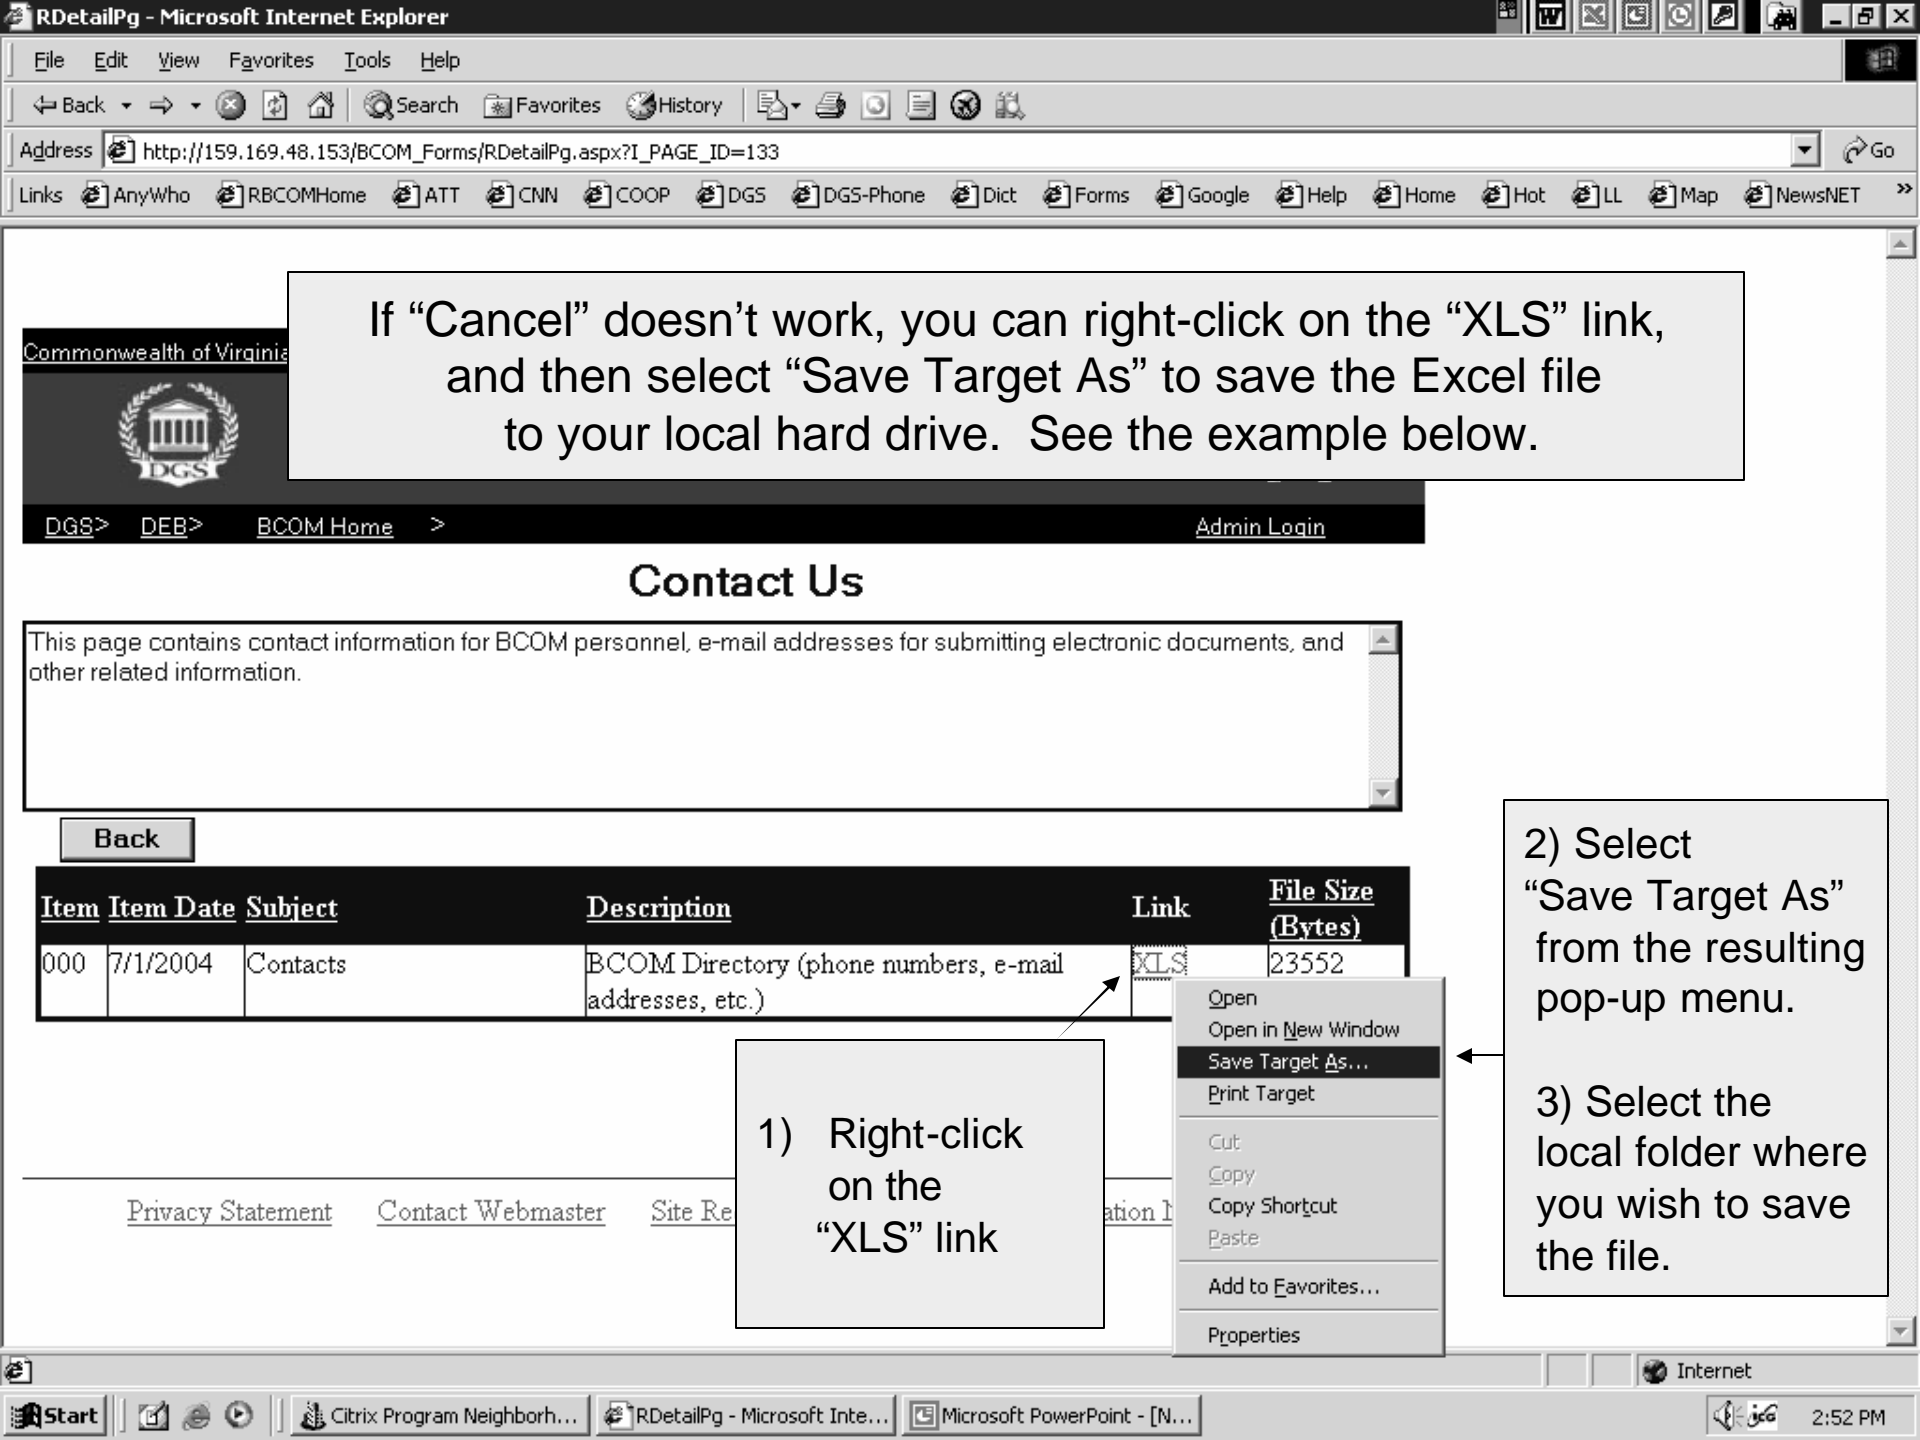 RDetailPg - Microsoft Internet Explorer
File Edit View Favorites Tools Help
Back Search Favorites History
Address http://159.169.48.153/BCOM_Forms/RDetailPg.aspx?I_PAGE_ID=133 Go
Links AnyWho RBCOMHome ATT CNN COOP DGS DGS-Phone Dict Forms Google Help Home Hot LL Map NewsNET »
If “Cancel” doesn’t work, you can right-click on the “XLS” link,
and then select “Save Target As” to save the Excel file
to your local hard drive. See the example below.
Commonwealth of Virginia
DGS
DGS> DEB> BCOM Home > Admin Login
Contact Us
This page contains contact information for BCOM personnel, e-mail addresses for submitting electronic documents, and
other related information.
Back
Item Item Date Subject Description Link File Size
(Bytes)
000 7/1/2004 Contacts BCOM Directory (phone numbers, e-mail XLS 23552
addresses, etc.)
Open
Open in New Window
Save Target As...
Print Target
Cut
Copy
Copy Shortcut
Paste
Add to Favorites...
Properties
1) Right-click
on the
“XLS” link
2) Select
“Save Target As”
from the resulting
pop-up menu.
3) Select the
local folder where
you wish to save
the file.
Privacy Statement Contact Webmaster Site Re
Internet
Start Citrix Program Neighborh... RDetailPg - Microsoft Inte... Microsoft PowerPoint - [N... 2:52 PM